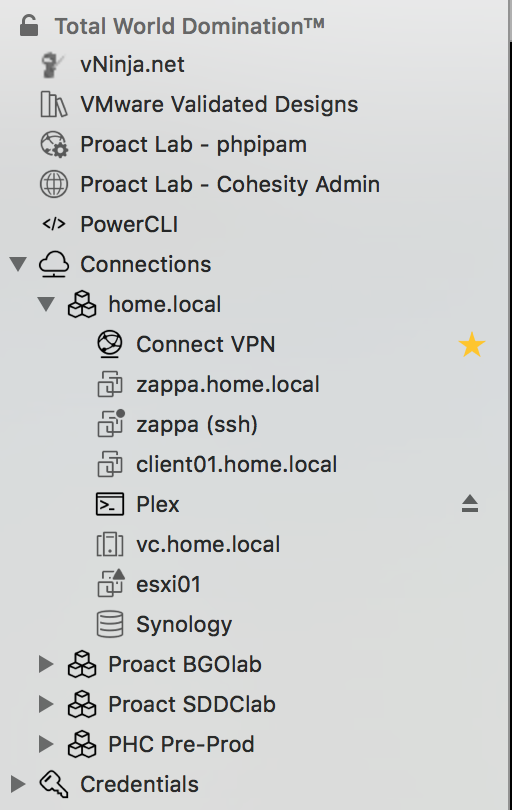 Total World Domination™
vNinja.net
VMware Validated Designs
Proact Lab - phpipam
Proact Lab - Cohesity Admin
</> PowerCLI
Connections
home.local
Connect VPN
zappa.home.local
zappa (ssh)
client01.home.local
Plex
vc.home.local
esxi01
Synology
Proact BGOlab
Proact SDDClab
PHC Pre-Prod
Credentials